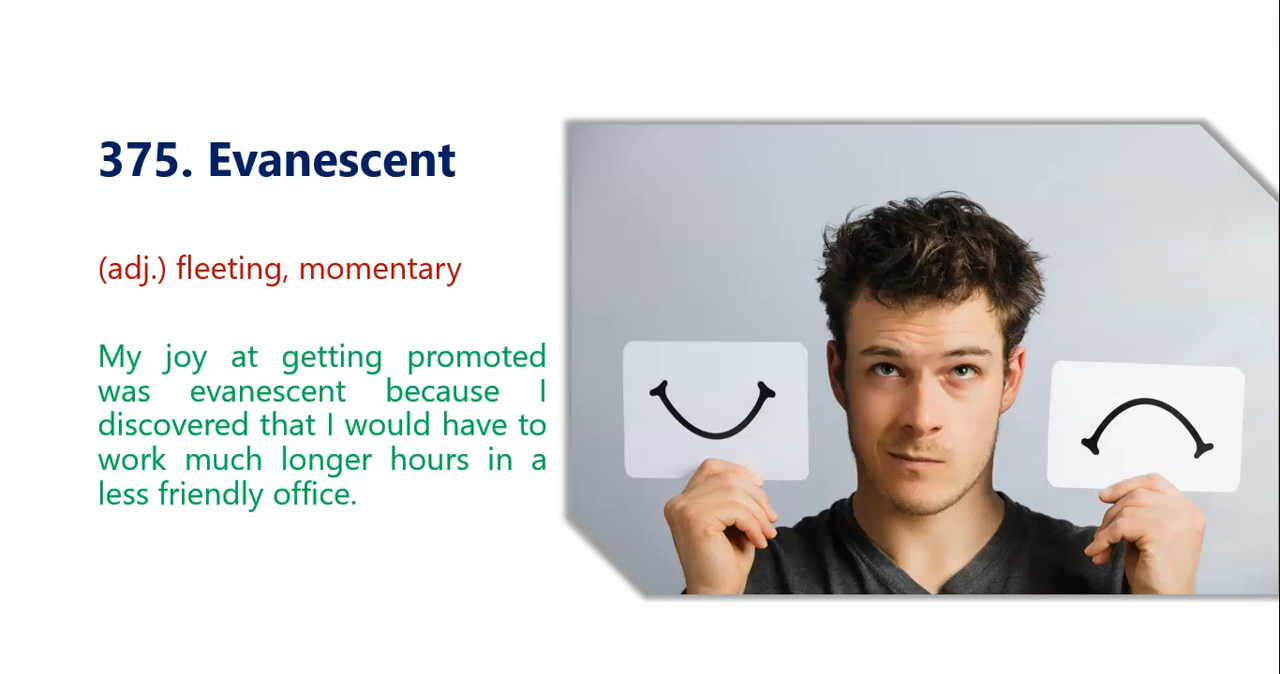 375. Evanescent
(adj.) fleeting, momentary
My joy at getting promoted
was evanescent because I
discovered that I would have to
work much longer hours in a
less friendly office.